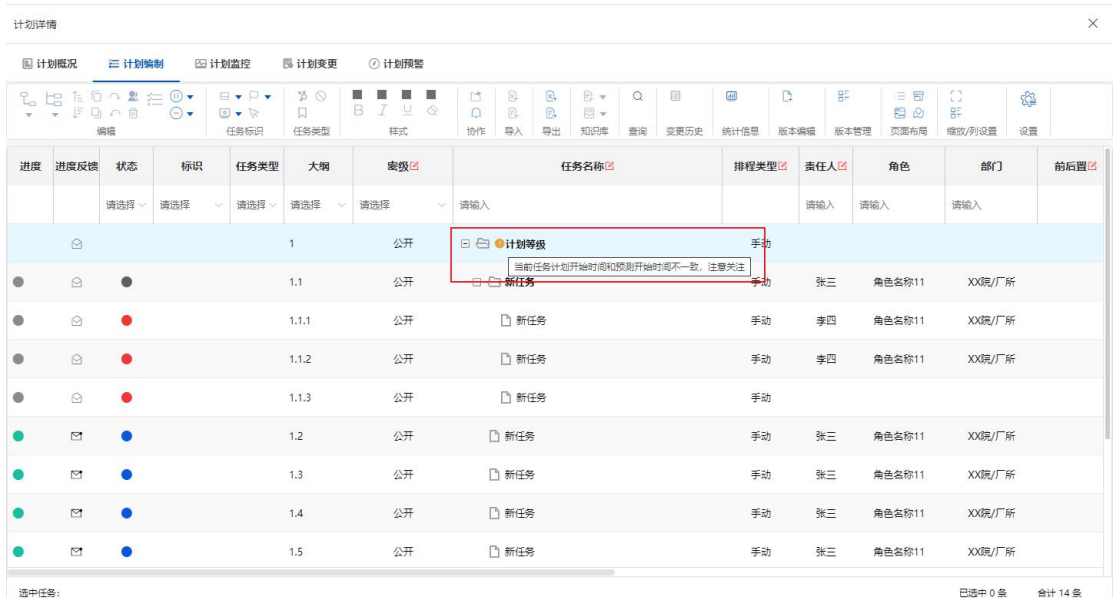 计划详情
计划概况 计划编制 计划监控 计划变更 计划预警
B I U
编辑 任务标识 任务类型 样式 协作 导入 导出 知识库 查询 变更历史 统计信息 版本编辑 版本管理 页面布局 缩放/列设置 设置
进度 进度反馈 状态 标识 任务类型 大纲 密级 任务名称 排程类型 责任人 角色 部门 前后置
请选择 请选择 请选择 请选择 请选择 请输入 请输入 请输入 请输入
1 公开 计划等级 手动
当前任务计划开始时间和预测开始时间不一致，注意关注
1.1 公开 新任务 手动 张三 角色名称11 XX院/厂所
1.1.1 公开 新任务 手动 李四 角色名称11 XX院/厂所
1.1.2 公开 新任务 手动 李四 角色名称11 XX院/厂所
1.1.3 公开 新任务 手动
1.2 公开 新任务 手动 张三 角色名称11 XX院/厂所
1.3 公开 新任务 手动 张三 角色名称11 XX院/厂所
1.4 公开 新任务 手动 张三 角色名称11 XX院/厂所
1.5 公开 新任务 手动 张三 角色名称11 XX院/厂所
选中任务: 已选中 0 条 合计 14 条